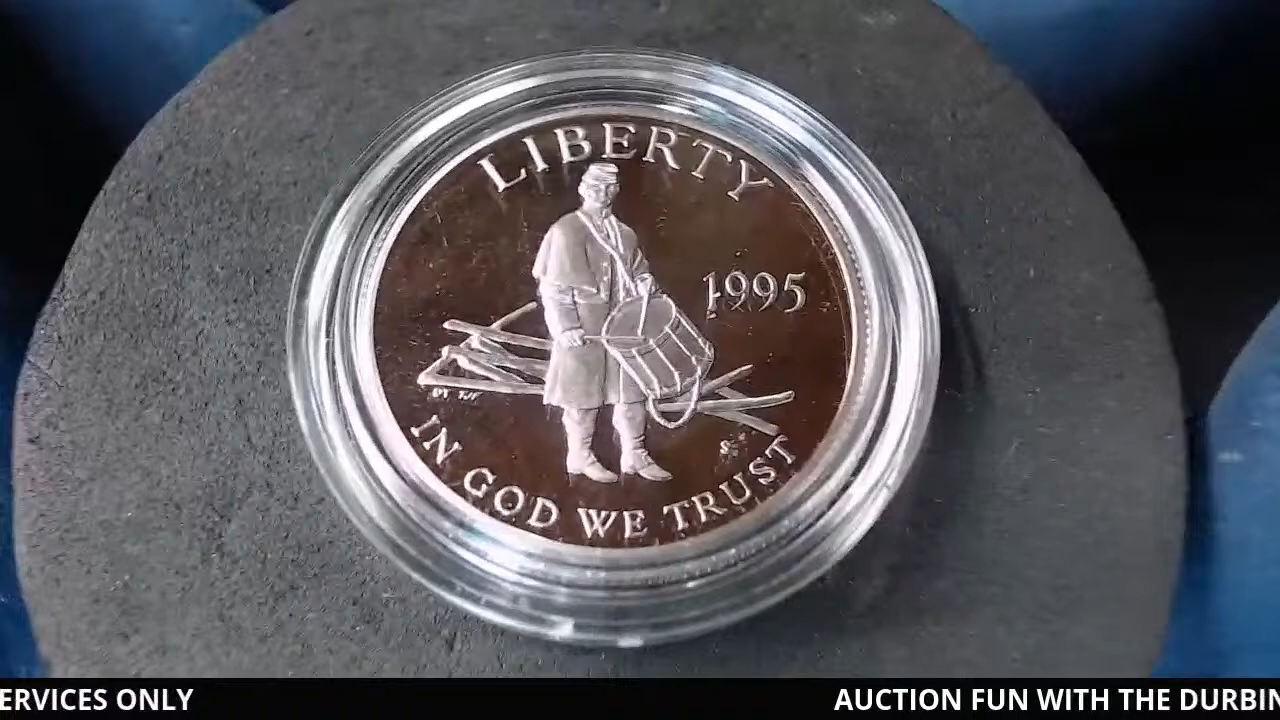 LIBERTY
1995
IN GOD WE TRUST
ERVICES ONLY
AUCTION FUN WITH THE DURBIN